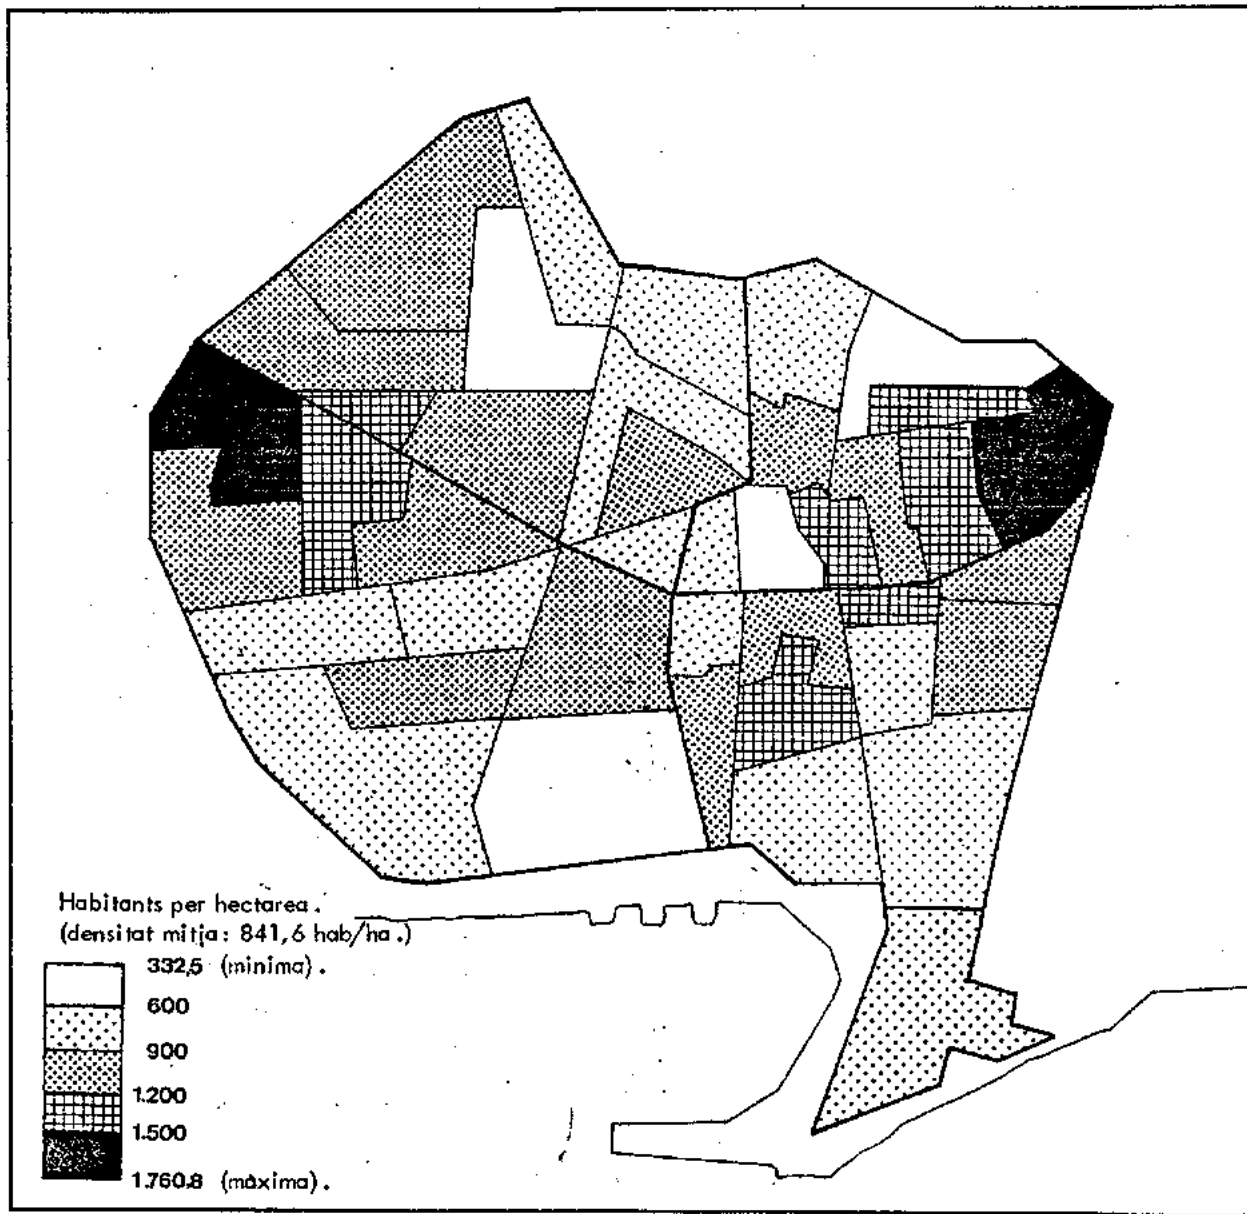 Habitants per hectarea.
(densitat mitja: 841,6 hab/ha.)
332,5 (minima).
600
900
1.200
1.500
1.760.8 (màxima).